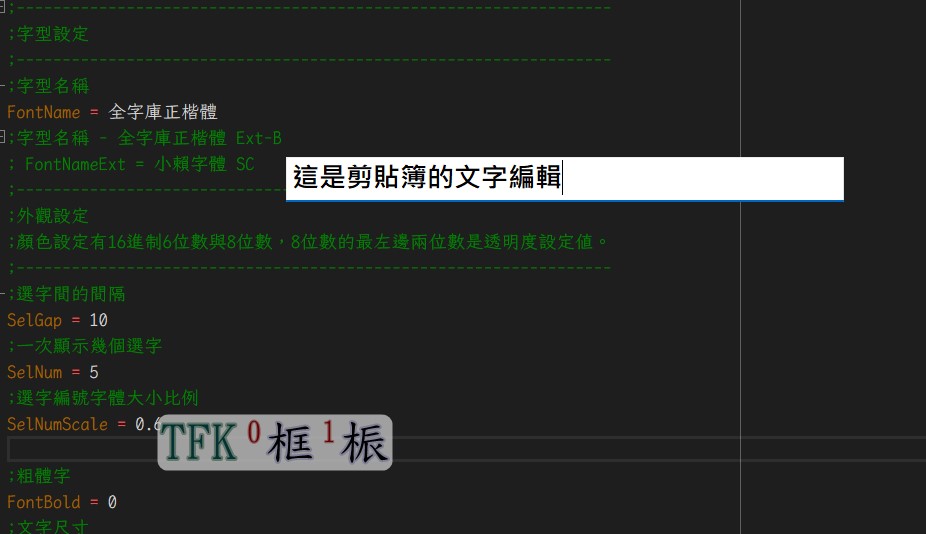 ;-----------------------------------------------------------------
;字型設定
;-----------------------------------------------------------------
;字型名稱
FontName = 全字庫正楷體
;字型名稱 - 全字庫正楷體 Ext-B
; FontNameExt = 小賴字體 SC
這是剪貼簿的文字編輯
;------------------------------
;外觀設定
;顏色設定有16進制6位數與8位數，8位數的最左邊兩位數是透明度設定值。
;-----------------------------------------------------------------
;選字間的間隔
SelGap = 10
;一次顯示幾個選字
SelNum = 5
;選字編號字體大小比例
SelNumScale = 0.6
TFK 0框 1桭
;粗體字
FontBold = 0
;文字尺寸